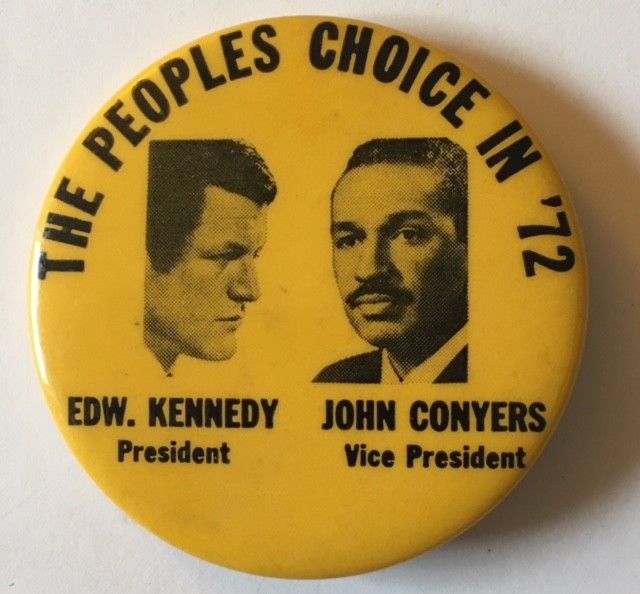 THE PEOPLES CHOICE IN '72
EDW. KENNEDY
President
JOHN CONYERS
Vice President